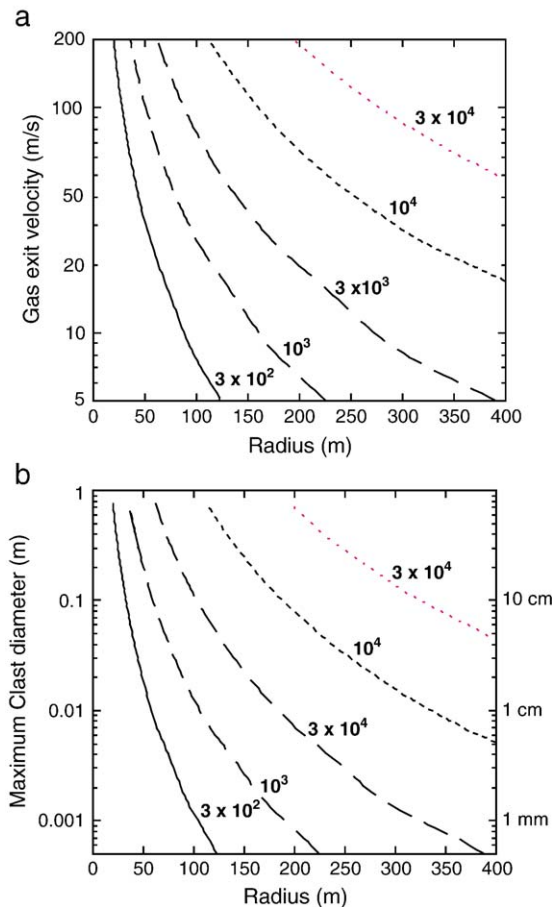 a
200
100
50
20
10
5
Gas exit velocity (m/s)
3 x 10⁴
10⁴
3 x10³
10³
3 x 10²
0 50 100 150 200 250 300 350 400
Radius (m)
b
1
0.1
0.01
0.001
Maximum Clast diameter (m)
10 cm
1 cm
1 mm
3 x 10⁴
10⁴
3 x 10⁴
10³
3 x 10²
0 50 100 150 200 250 300 350 400
Radius (m)